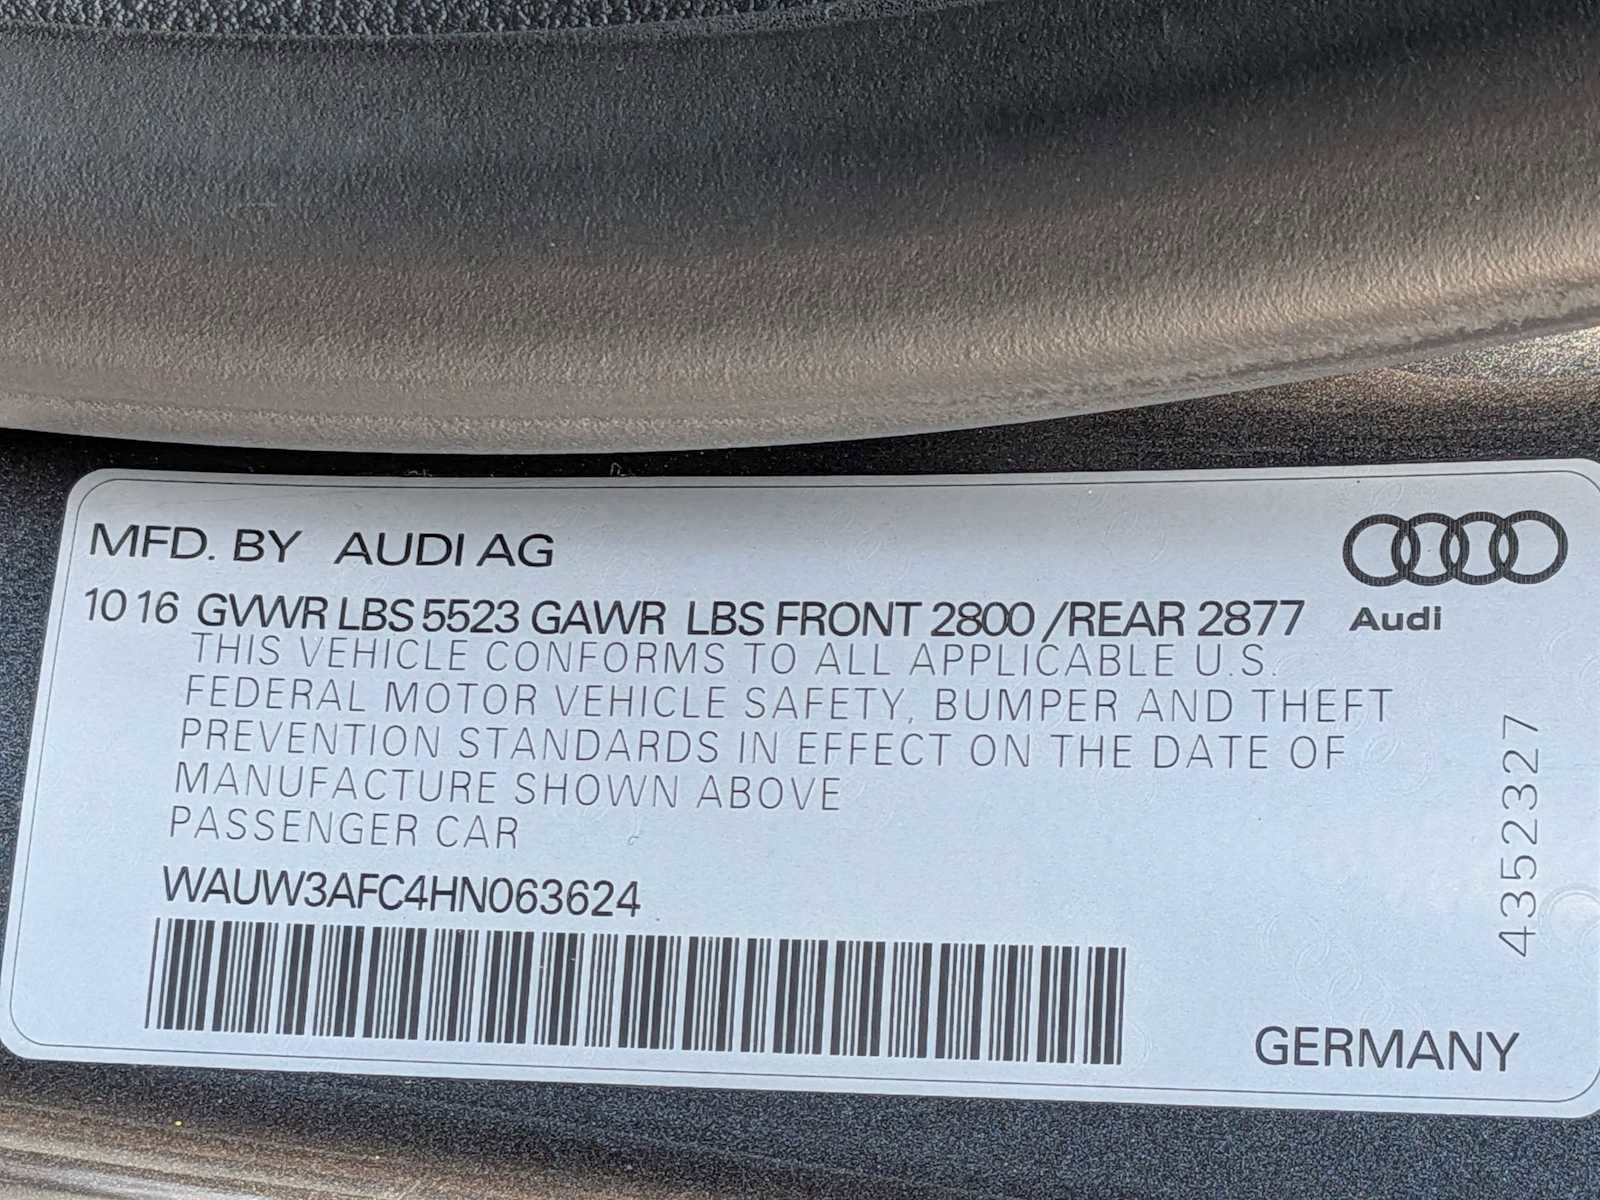 MFD. BY AUDI AG
10 16 GVWR LBS 5523 GAWR LBS FRONT 2800 /REAR 2877
Audi
THIS VEHICLE CONFORMS TO ALL APPLICABLE U.S.
FEDERAL MOTOR VEHICLE SAFETY, BUMPER AND THEFT
PREVENTION STANDARDS IN EFFECT ON THE DATE OF
MANUFACTURE SHOWN ABOVE
PASSENGER CAR
WAUW3AFC4HN063624
4352327
GERMANY